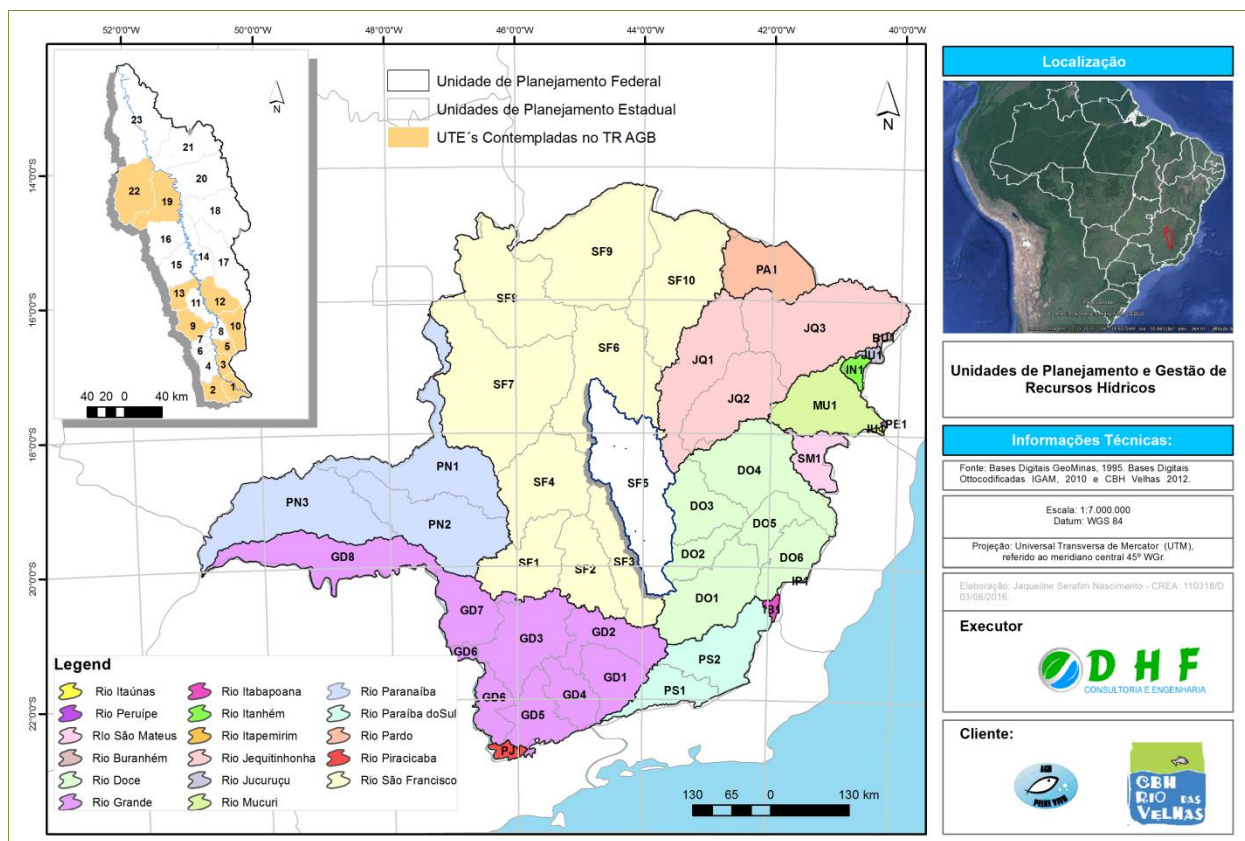 52°0'0"W
50°0'0"W
48°0'0"W
46°0'0"W
44°0'0"W
42°0'0"W
40°0'0"W
14°0'0"S
16°0'0"S
18°0'0"S
20°0'0"S
22°0'0"S
N
23
21
20
22
19
18
16
14
17
15
13
11
12
9
8
10
7
6
5
4
3
2
1
40 20 0 40 km
Unidade de Planejamento Federal
Unidades de Planejamento Estadual
UTE´s Contempladas no TR AGB
N
SF9
SF10
PA1
SF8
JQ3
BU1
SF6
JQ1
JU1
IN1
SF7
JQ2
MU1
PE1
SM1
PN1
DO4
SF4
SF5
PN3
DO3
PN2
DO5
GD8
DO2
DO6
SF1
SF2
SF3
IP1
DO1
GD7
GD3
GD2
GD6
PS2
GD1
GD6
GD4
PS1
GD5
PJ
Legend
Rio Itaúnas
Rio Peruípe
RIo São Mateus
Rio Buranhém
Rio Doce
Rio Grande
Rio Itabapoana
Rio Itanhém
Rio Itapemirim
Rio Jequitinhonha
Rio Jucuruçu
Rio Mucuri
Rio Paranaíba
Rio Paraíba doSul
Rio Pardo
Rio Piracicaba
Rio São Francisco
130 65 0 130 km
Localização
Unidades de Planejamento e Gestão de
Recursos Hídricos
Informações Técnicas:
Fonte: Bases Digitais GeoMinas, 1995. Bases Digitais
Ottocodificadas IGAM, 2010 e CBH Velhas 2012.
Escala: 1:7.000.000
Datum: WGS 84
Projeção: Universal Transversa de Mercator (UTM),
referido ao meridiano central 45º WGr.
Elaboração: Jaqueline Serafim Nascimento - CREA: 110318/D
03/08/2016.
Executor
DHF
CONSULTORIA E ENGENHARIA
Cliente:
AGB
PEIXE VIVO
CBH
RIO DAS
VELHAS